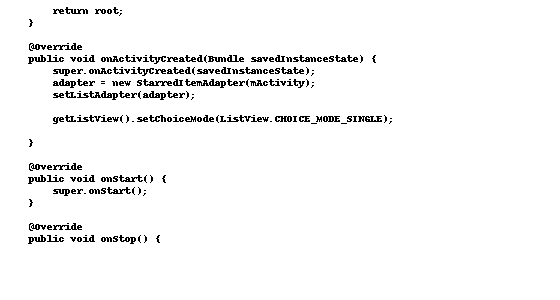 return root;
}
@Override
public void onActivityCreated(Bundle savedInstanceState) {
super.onActivityCreated(savedInstanceState);
adapter = new StarredItemAdapter(mActivity);
setListAdapter(adapter);
getListView().setChoiceMode(ListView.CHOICE_MODE_SINGLE);
}
@Override
public void onStart() {
super.onStart();
}
@Override
public void onStop() {